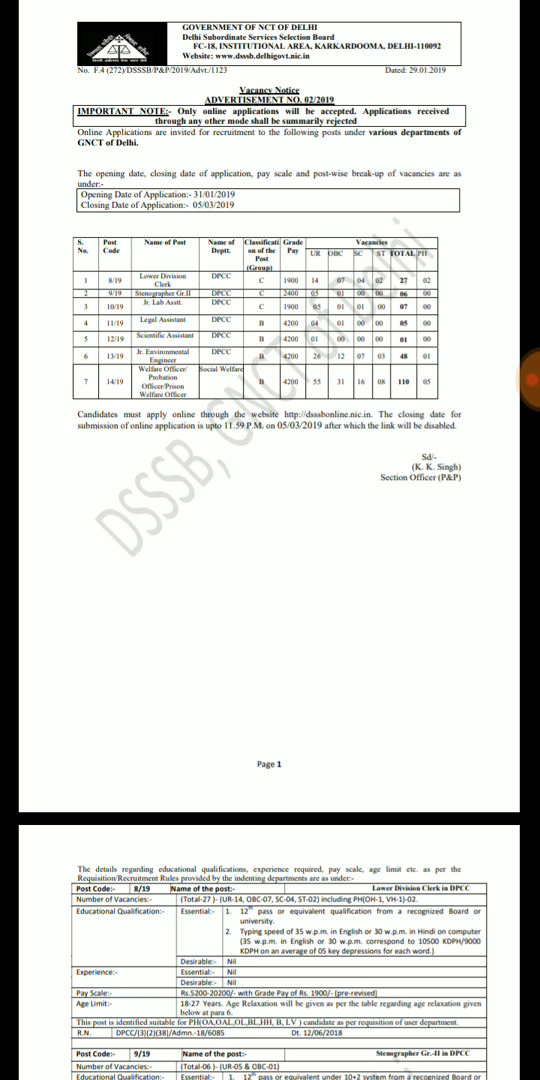 GOVERNMENT OF NCT OF DELHI
Delhi Subordinate Services Selection Board
FC-18, INSTITUTIONAL AREA, KARKARDOOMA, DELHI-110092
Website: www.dsssb.delhigovt.nic.in
No. F.4 (272)/DSSSB/P&P/2019/Advt./1123 Dated: 29.01.2019
Vacancy Notice
ADVERTISEMENT NO. 02/2019
IMPORTANT NOTE:- Only online applications will be accepted. Applications received
through any other mode shall be summarily rejected
Online Applications are invited for recruitment to the following posts under various departments of
GNCT of Delhi.
The opening date, closing date of application, pay scale and post-wise break-up of vacancies are as
under:-
Opening Date of Application:- 31/01/2019
Closing Date of Application:- 05/03/2019
S. No. Post Code Name of Post Name of Deptt. Classificati on of the Post (Group) Grade Pay Vacancies
UR OBC SC ST TOTAL PH
1 8/19 Lower Division Clerk DPCC C 1900 14 07 04 02 27 02
2 9/19 Stenographer Gr.II DPCC C 2400 05 01 00 00 06 00
3 10/19 Jr. Lab Asstt. DPCC C 1900 05 01 01 00 07 00
4 11/19 Legal Assistant DPCC B 4200 04 01 00 00 05 00
5 12/19 Scientific Assistant DPCC B 4200 01 00 00 00 01 00
6 13/19 Jr. Environmental Engineer DPCC B 4200 26 12 07 03 48 01
7 14/19 Welfare Officer/ Probation Officer/Prison Welfare Officer Social Welfare B 4200 55 31 16 08 110 05
Candidates must apply online through the website http://dsssbonline.nic.in. The closing date for
submission of online application is upto 11.59 P.M. on 05/03/2019 after which the link will be disabled.
Sd/-
(K. K. Singh)
Section Officer (P&P)
DSSSB, GNCT of Delhi
Page 1
The details regarding educational qualifications, experience required, pay scale, age limit etc. as per the
Requisition/Recruitment Rules provided by the indenting departments are as under:-
Post Code:- 8/19 Name of the post:- Lower Division Clerk in DPCC
Number of Vacancies:- (Total-27 )- (UR-14, OBC-07, SC-04, ST-02) including PH(OH-1, VH-1)-02.
Educational Qualification:- Essential:- 1. 12th pass or equivalent qualification from a recognized Board or
university.
2. Typing speed of 35 w.p.m. in English or 30 w.p.m. in Hindi on computer
(35 w.p.m. in English or 30 w.p.m. correspond to 10500 KDPH/9000
KDPH on an average of 05 key depressions for each word.)
Desirable:- Nil
Experience:- Essential:- Nil
Desirable:- Nil
Pay Scale:- Rs.5200-20200/- with Grade Pay of Rs. 1900/- (pre-revised)
Age Limit:- 18-27 Years. Age Relaxation will be given as per the table regarding age relaxation given
below at para 6.
This post is identified suitable for PH(OA,OAL,OL,BL,HH, B, LV ) candidate as per requisition of user department.
R.N. DPCC/(3)(2)(38)/Admn.-18/6085 Dt. 12/06/2018
Post Code:- 9/19 Name of the post:- Stenographer Gr.-II in DPCC
Number of Vacancies:- (Total-06 )- (UR-05 & OBC-01)
Educational Qualification:- Essential:- 1. 12th pass or equivalent under 10+2 system from a recognized Board or